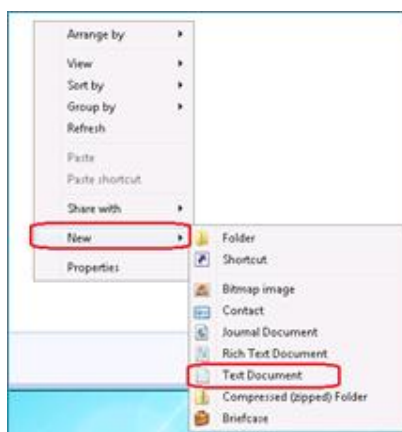 Arrange by
View
Sort by
Group by
Refresh
Paste
Paste shortcut
Share with
New
Properties
Folder
Shortcut
Bitmap image
Contact
Journal Document
Rich Text Document
Text Document
Compressed (zipped) Folder
Briefcase